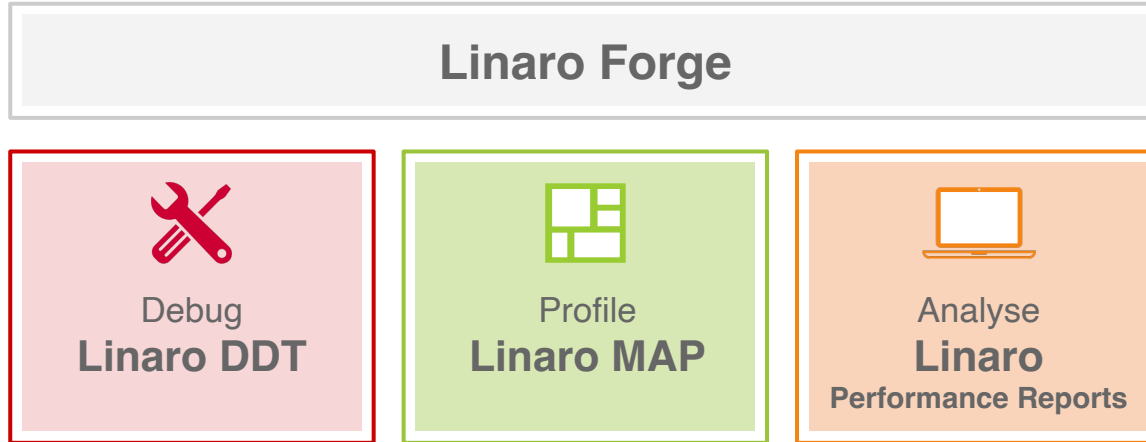 Linaro Forge
Debug
Linaro DDT
Profile
Linaro MAP
Analyse
Linaro
Performance Reports